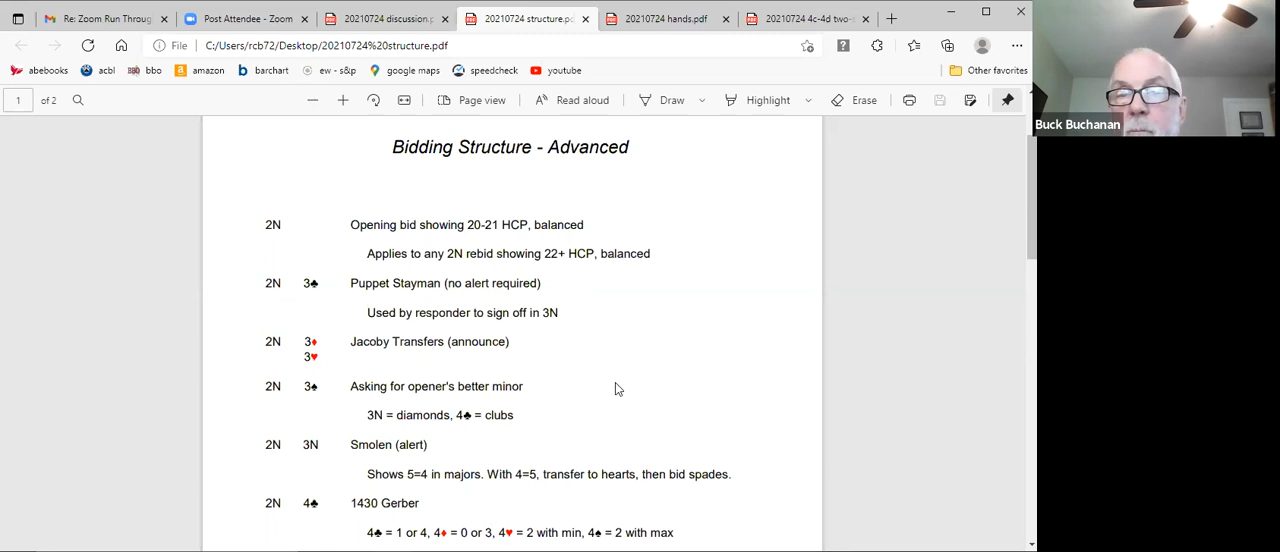 Re: Zoom Run Throug
Post Attendee - Zoom
20210724 discussion.p
20210724 structure.pd
20210724 hands.pdf
20210724 4c-4d two-s
File C:/Users/rcb72/Desktop/20210724%20structure.pdf
abebooks acbl bbo amazon barchart ew - s&p google maps speedcheck youtube Other favorites
1 of 2 Page view Read aloud Draw Highlight Erase
Buck Buchanan
Bidding Structure - Advanced
2N Opening bid showing 20-21 HCP, balanced
Applies to any 2N rebid showing 22+ HCP, balanced
2N 3♣ Puppet Stayman (no alert required)
Used by responder to sign off in 3N
2N 3♦ Jacoby Transfers (announce)
3♥
2N 3♠ Asking for opener's better minor
3N = diamonds, 4♣ = clubs
2N 3N Smolen (alert)
Shows 5=4 in majors. With 4=5, transfer to hearts, then bid spades.
2N 4♣ 1430 Gerber
4♣ = 1 or 4, 4♦ = 0 or 3, 4♥ = 2 with min, 4♠ = 2 with max